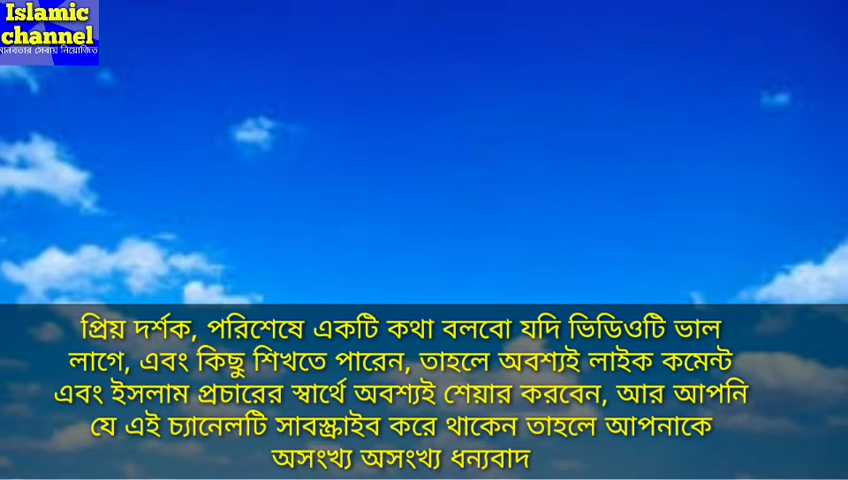 Islamic
channel
মানবতার সেবায় নিয়োজিত
প্রিয় দর্শক, পরিশেষে একটি কথা বলবো যদি ভিডিওটি ভাল
লাগে, এবং কিছু শিখতে পারেন, তাহলে অবশ্যই লাইক কমেন্ট
এবং ইসলাম প্রচারের স্বার্থে অবশ্যই শেয়ার করবেন, আর আপনি
যে এই চ্যানেলটি সাবস্ক্রাইব করে থাকেন তাহলে আপনাকে
অসংখ্য অসংখ্য ধন্যবাদ